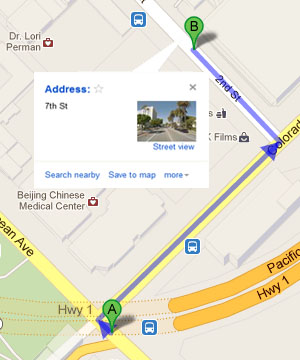 B
Dr. Lori
Perman
2nd St
Address:
7th St
K Films
Street view
Colorado
Search nearby Save to map more
Beijing Chinese
Medical Center
ean Ave
Pacific
Hwy 1
Hwy 1
A